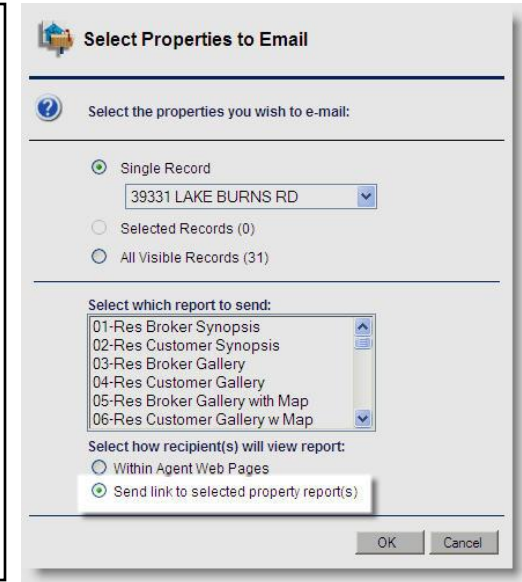 Select Properties to Email
Select the properties you wish to e-mail:
Single Record
39331 LAKE BURNS RD
Selected Records (0)
All Visible Records (31)
Select which report to send:
01-Res Broker Synopsis
02-Res Customer Synopsis
03-Res Broker Gallery
04-Res Customer Gallery
05-Res Broker Gallery with Map
06-Res Customer Gallery w Map
Select how recipient(s) will view report:
Within Agent Web Pages
Send link to selected property report(s)
OK Cancel